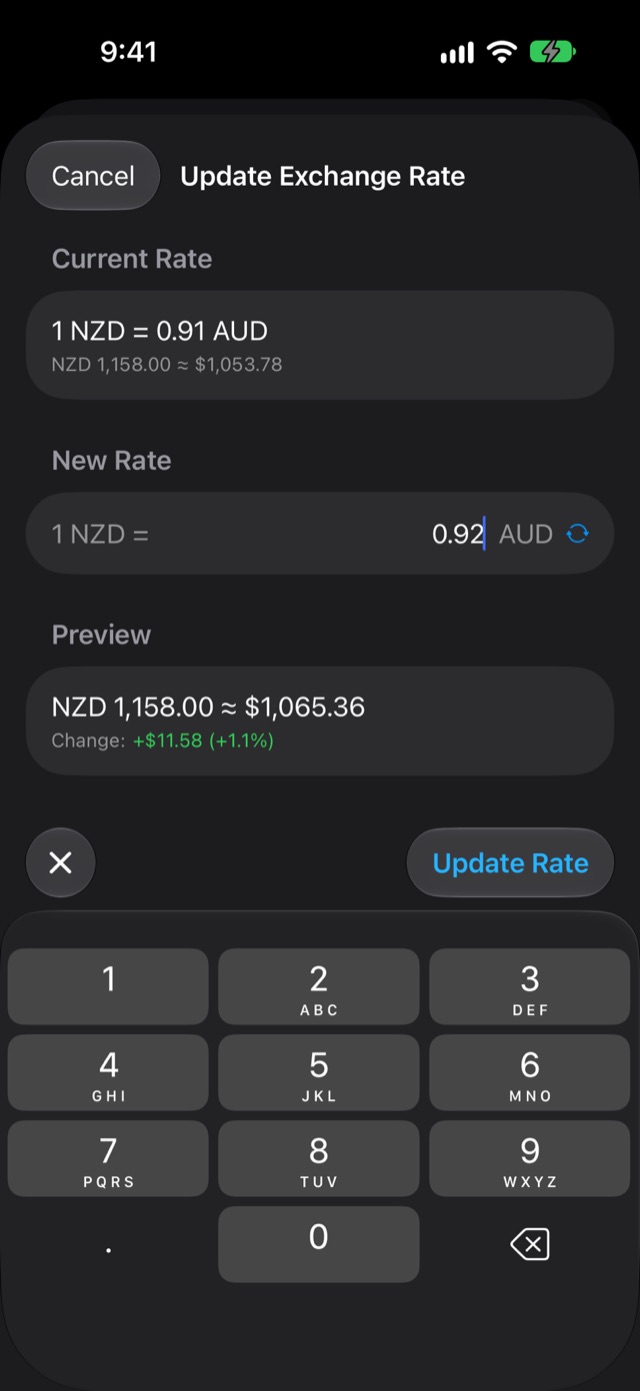 9:41
Cancel
Update Exchange Rate
Current Rate
1 NZD = 0.91 AUD
NZD 1,158.00 ≈ $1,053.78
New Rate
1 NZD = 0.92 AUD
Preview
NZD 1,158.00 ≈ $1,065.36
Change: +$11.58 (+1.1%)
Update Rate
1 2 3
ABC DEF
4 5 6
GHI JKL MNO
7 8 9
PQRS TUV WXYZ
. 0